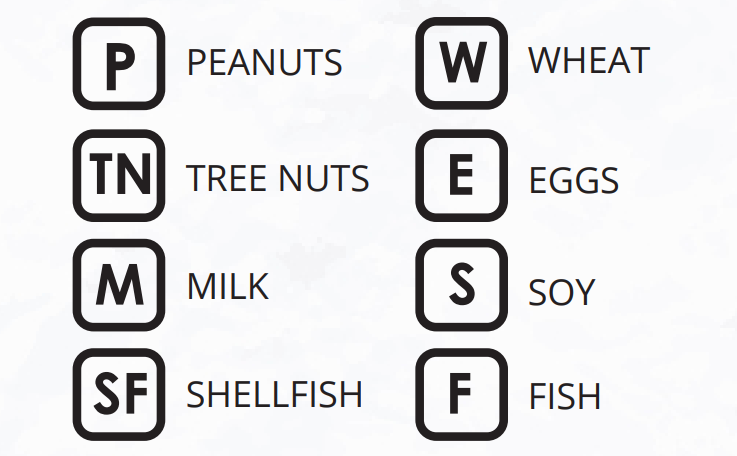 P PEANUTS
W WHEAT
TN TREE NUTS
E EGGS
M MILK
S SOY
SF SHELLFISH
F FISH